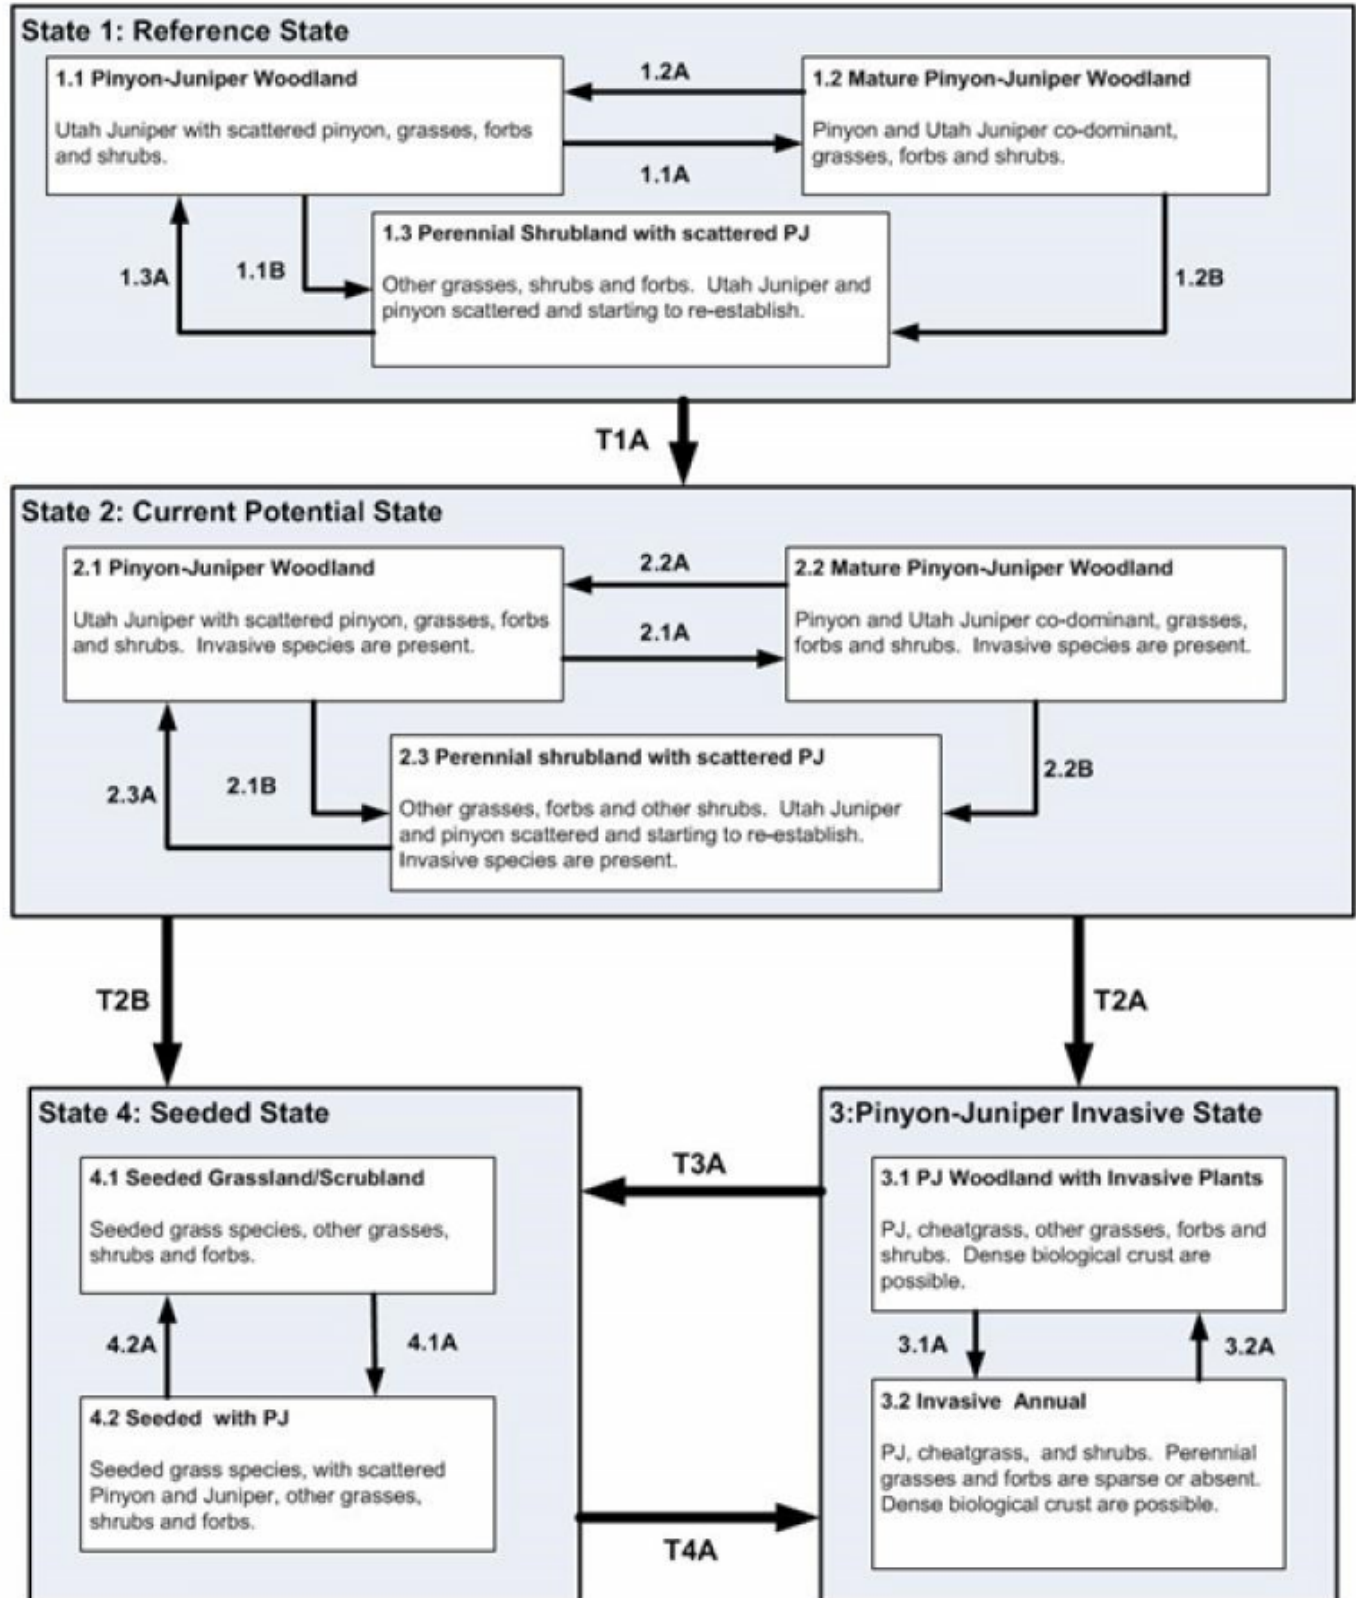 State 1: Reference State
1.1 Pinyon-Juniper Woodland
Utah Juniper with scattered pinyon, grasses, forbs
and shrubs.
1.2A
1.1A
1.2 Mature Pinyon-Juniper Woodland
Pinyon and Utah Juniper co-dominant,
grasses, forbs and shrubs.
1.3A
1.1B
1.3 Perennial Shrubland with scattered PJ
Other grasses, shrubs and forbs. Utah Juniper and
pinyon scattered and starting to re-establish.
1.2B
T1A
State 2: Current Potential State
2.1 Pinyon-Juniper Woodland
Utah Juniper with scattered pinyon, grasses, forbs
and shrubs. Invasive species are present.
2.2A
2.1A
2.2 Mature Pinyon-Juniper Woodland
Pinyon and Utah Juniper co-dominant, grasses,
forbs and shrubs. Invasive species are present.
2.3A
2.1B
2.3 Perennial shrubland with scattered PJ
Other grasses, forbs and other shrubs. Utah Juniper
and pinyon scattered and starting to re-establish.
Invasive species are present.
2.2B
T2B
T2A
State 4: Seeded State
4.1 Seeded Grassland/Scrubland
Seeded grass species, other grasses,
shrubs and forbs.
4.2A
4.1A
4.2 Seeded with PJ
Seeded grass species, with scattered
Pinyon and Juniper, other grasses,
shrubs and forbs.
T3A
T4A
3:Pinyon-Juniper Invasive State
3.1 PJ Woodland with Invasive Plants
PJ, cheatgrass, other grasses, forbs and
shrubs. Dense biological crust are
possible.
3.1A
3.2A
3.2 Invasive Annual
PJ, cheatgrass, and shrubs. Perennial
grasses and forbs are sparse or absent.
Dense biological crust are possible.